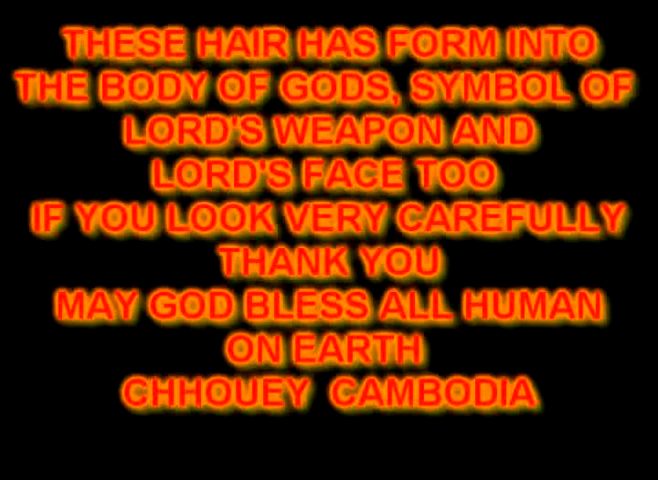 THESE HAIR HAS FORM INTO
THE BODY OF GODS, SYMBOL OF
LORD'S WEAPON AND
LORD'S FACE TOO
IF YOU LOOK VERY CAREFULLY
THANK YOU
MAY GOD BLESS ALL HUMAN
ON EARTH
CHHOUEY CAMBODIA